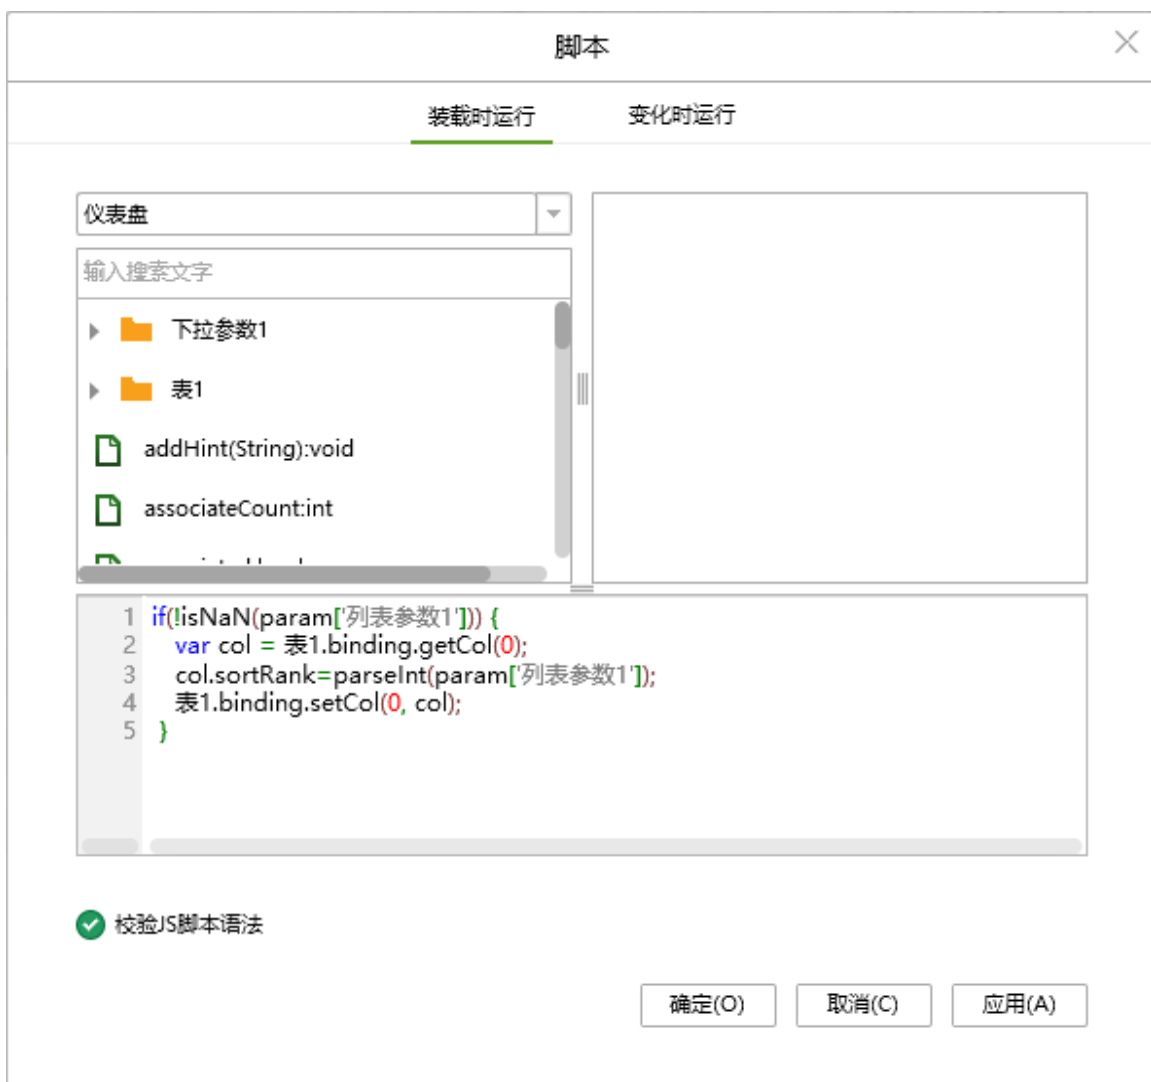 脚本
装载时运行
变化时运行
仪表盘
输入搜索文字
下拉参数1
表1
addHint(String):void
associateCount:int
1 if(!isNaN(param['列表参数1'])) {
2 var col = 表1.binding.getCol(0);
3 col.sortRank=parseInt(param['列表参数1']);
4 表1.binding.setCol(0, col);
5 }
校验JS脚本语法
确定(O)
取消(C)
应用(A)